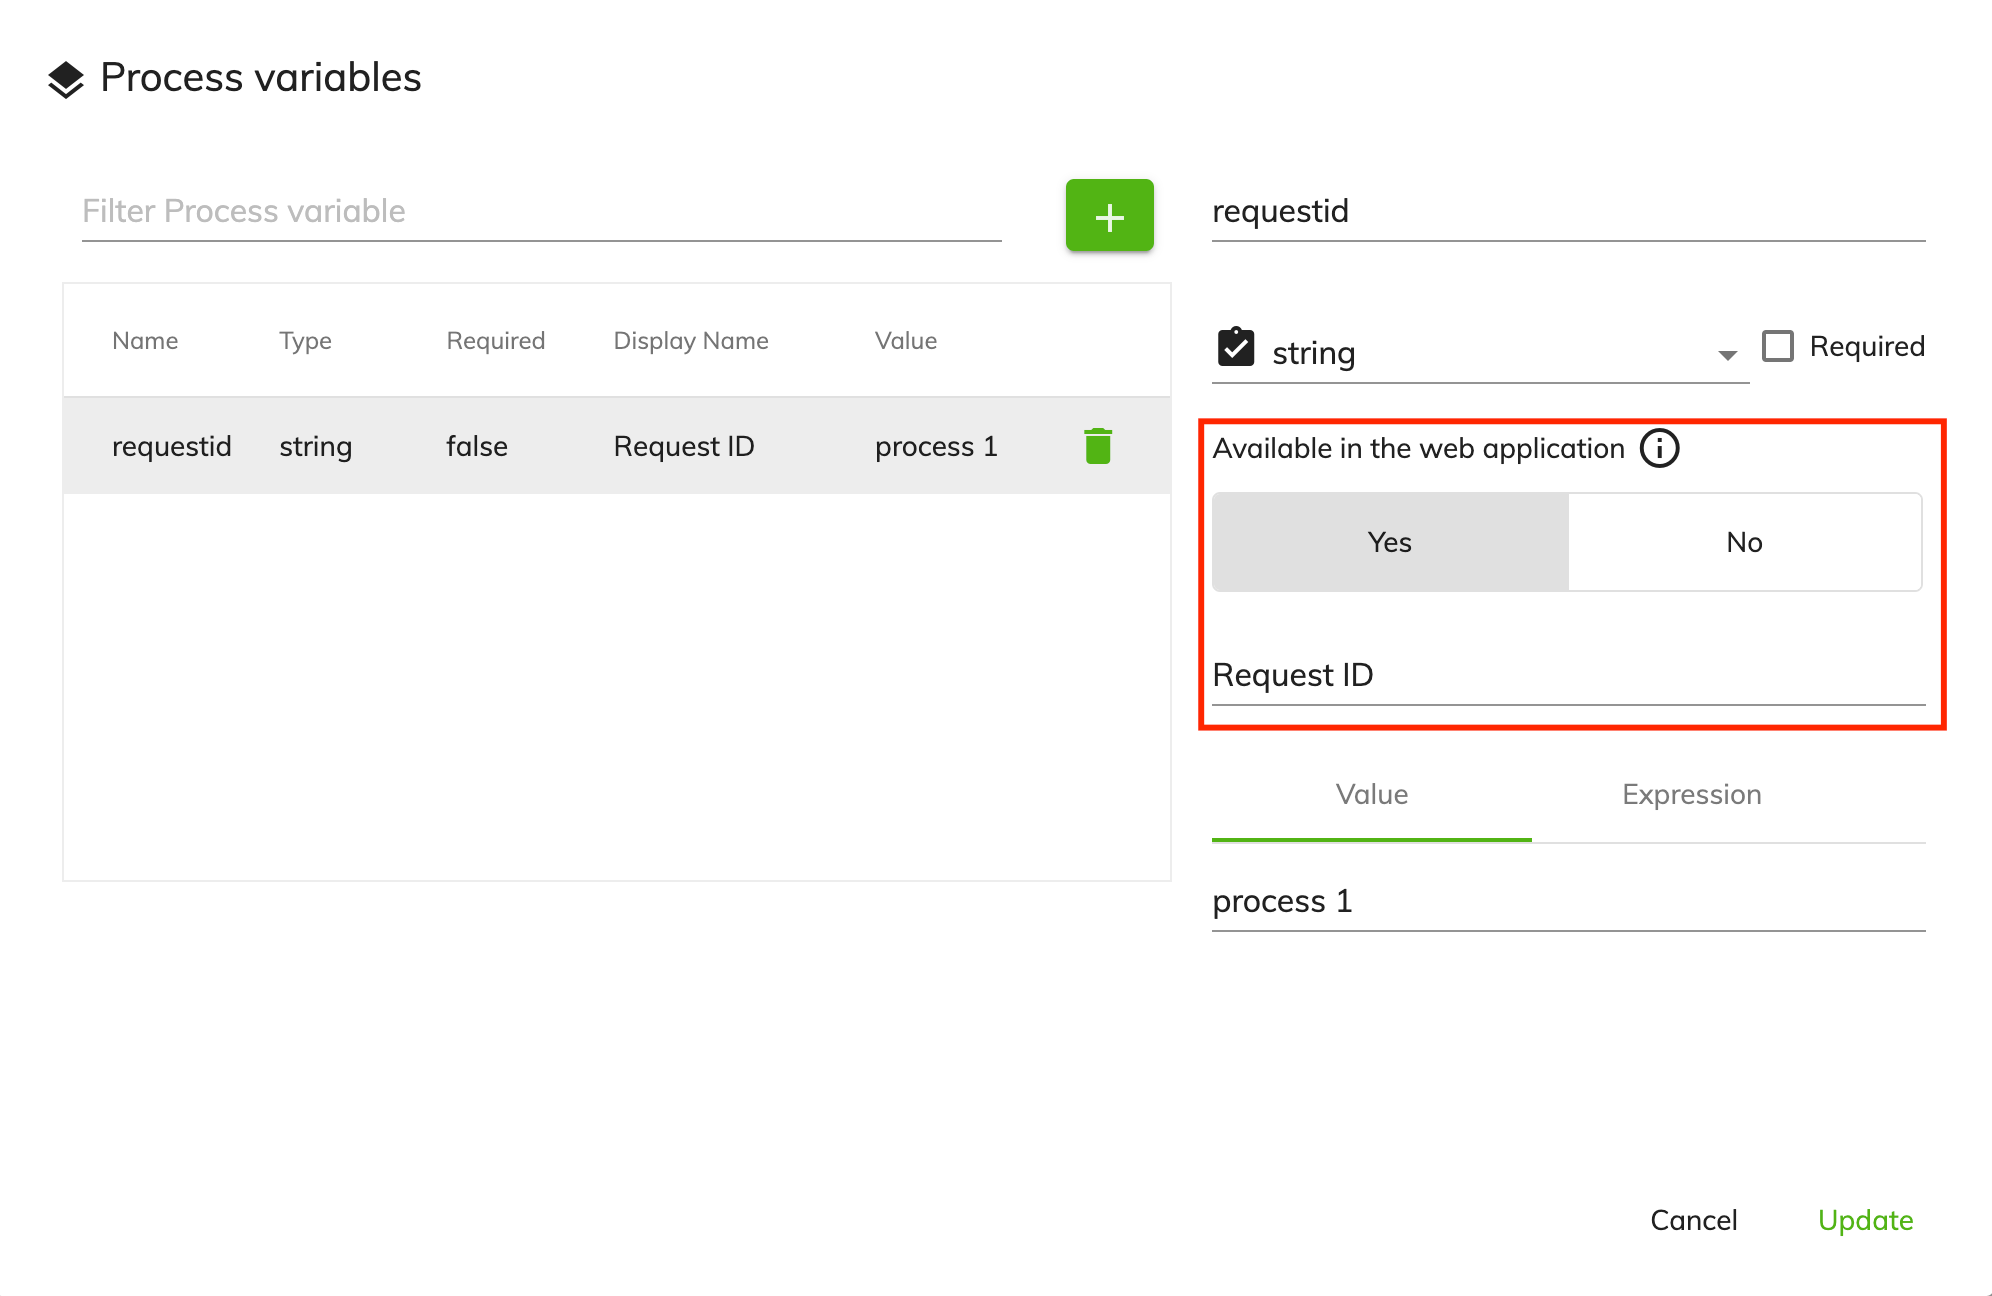 Process variables
Filter Process variable
Name Type Required Display Name Value
requestid string false Request ID process 1
requestid
string Required
Available in the web application
Yes No
Request ID
Value Expression
process 1
Cancel Update